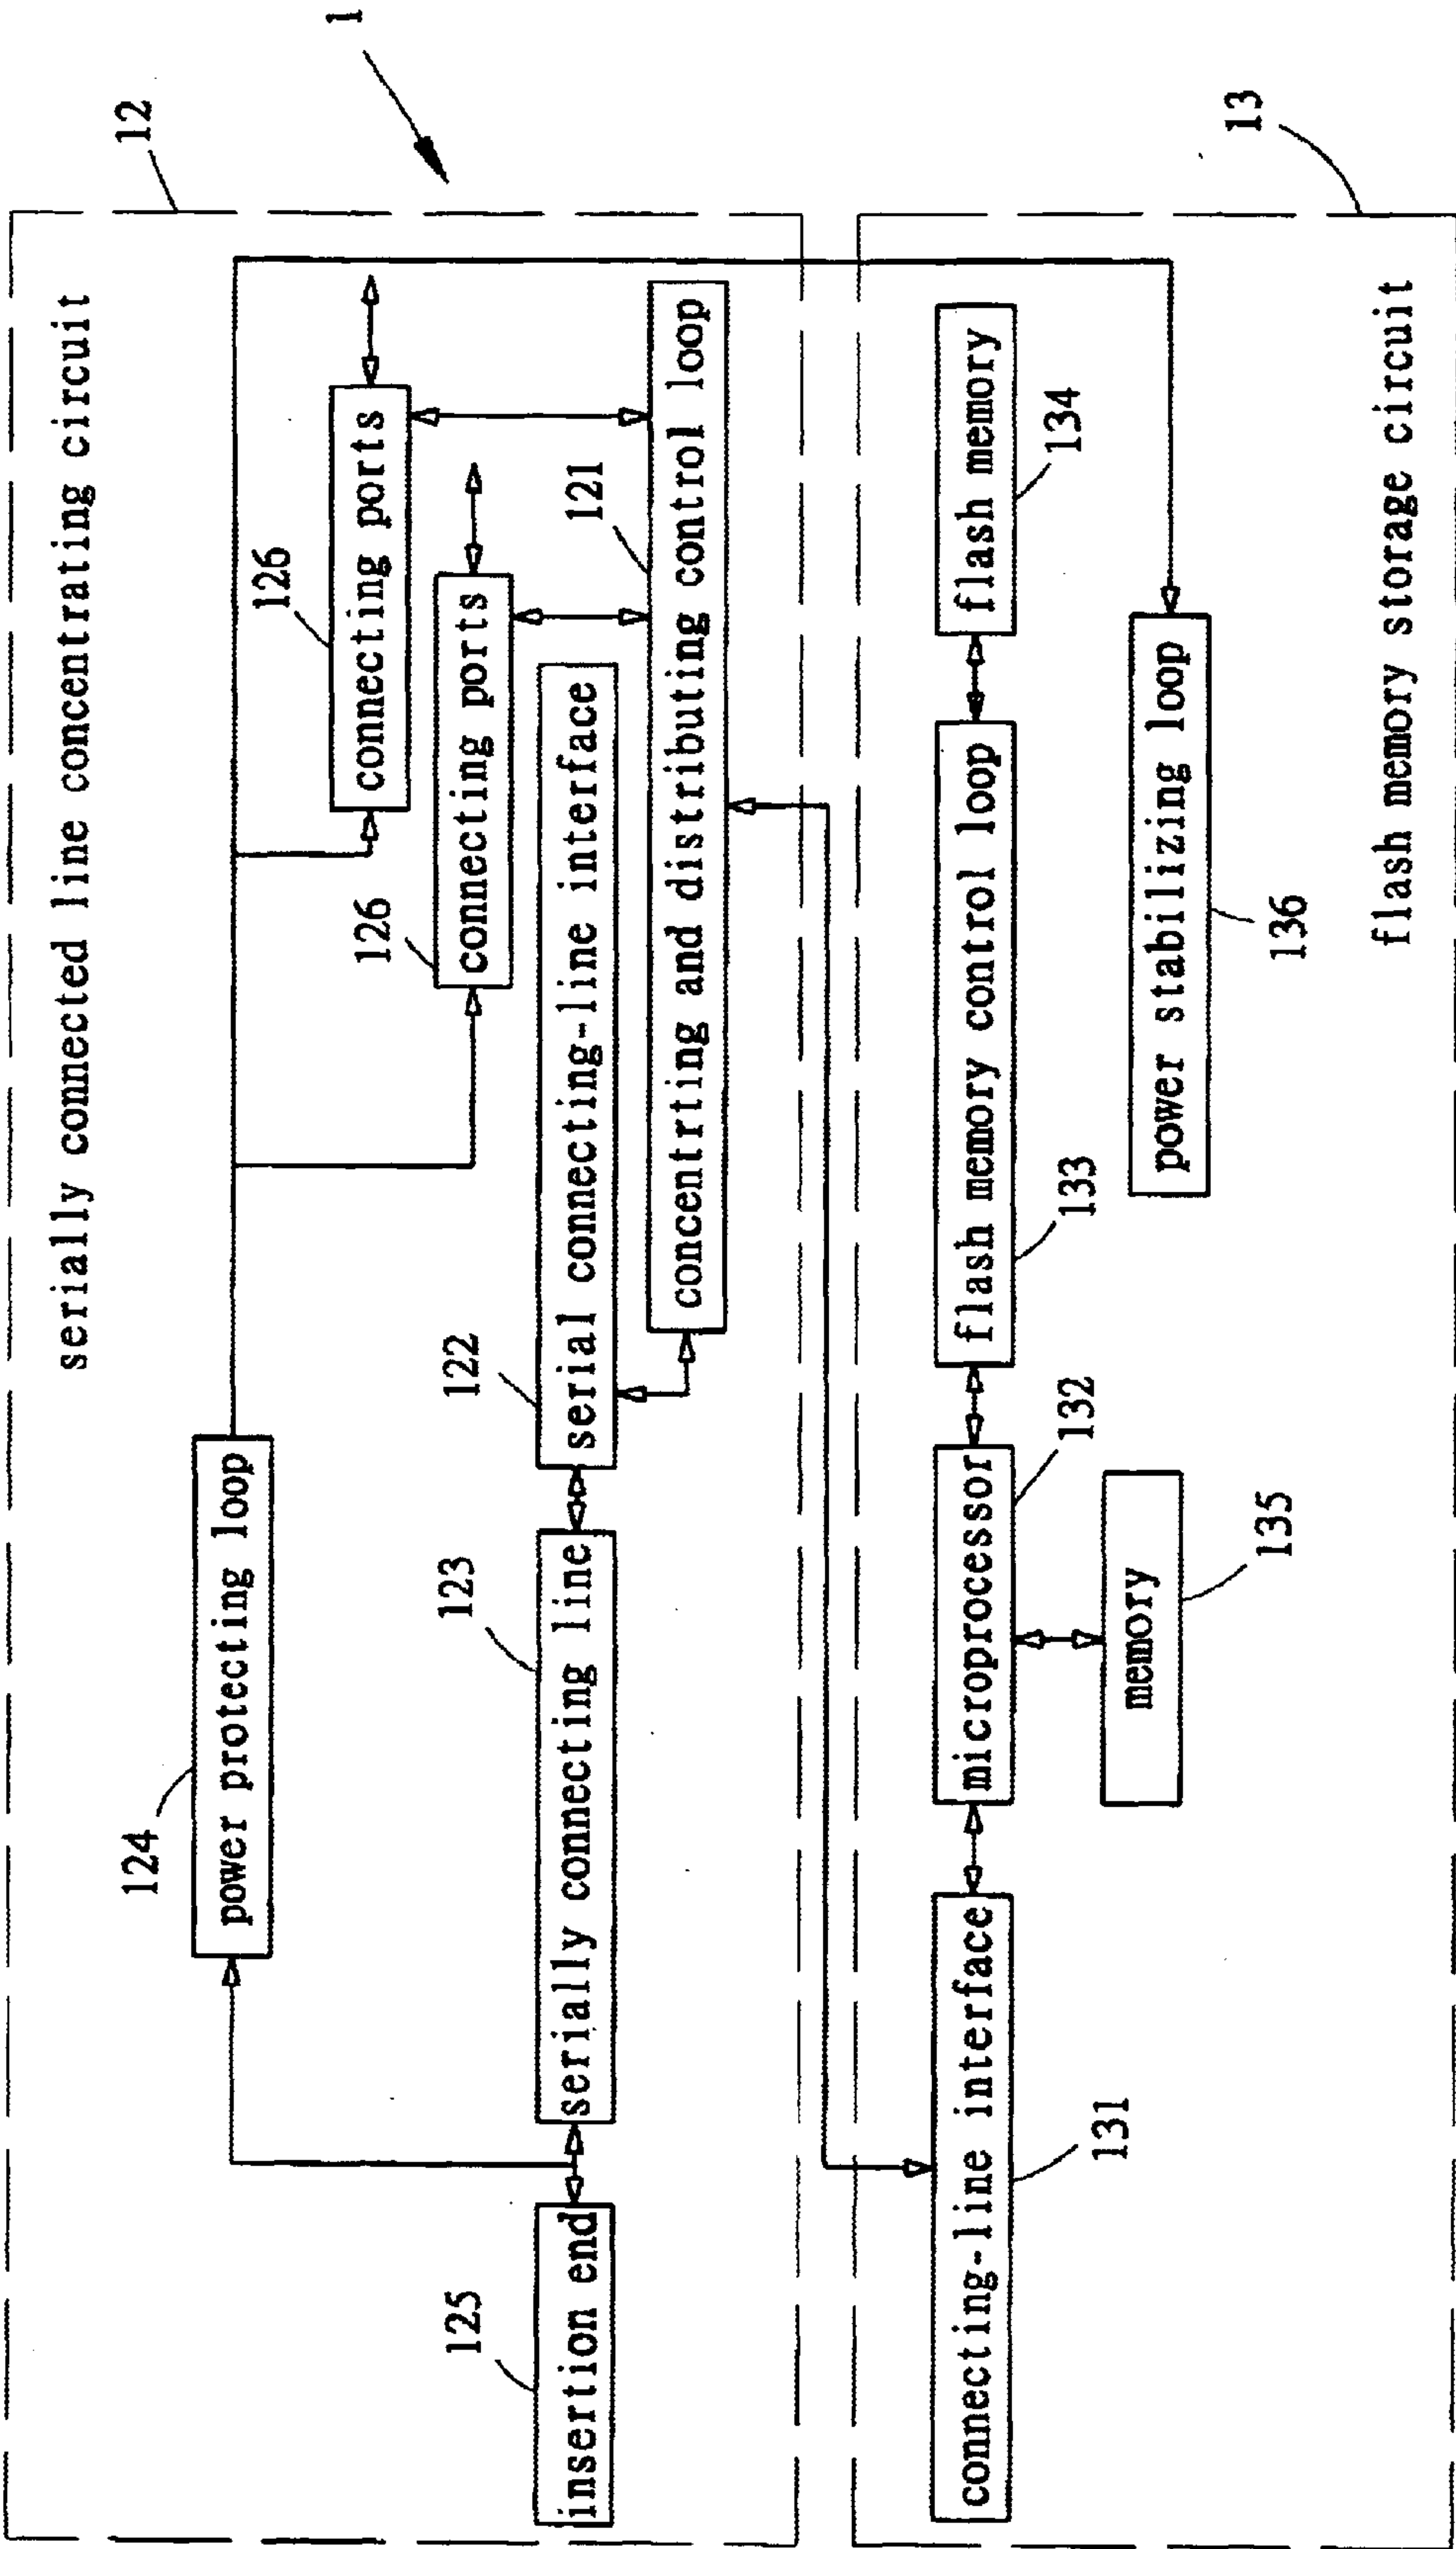 1
12
serially connected line concentrating circuit
124
power protecting loop
126
connecting ports
126
connecting ports
125
insertion end
123
serially connecting line
122
serial connecting-line interface
121
concentrting and distributing control loop
13
connecting-line interface
131
microprocessor
132
flash memory control loop
133
flash memory
134
memory
135
power stabilizing loop
136
flash memory storage circuit